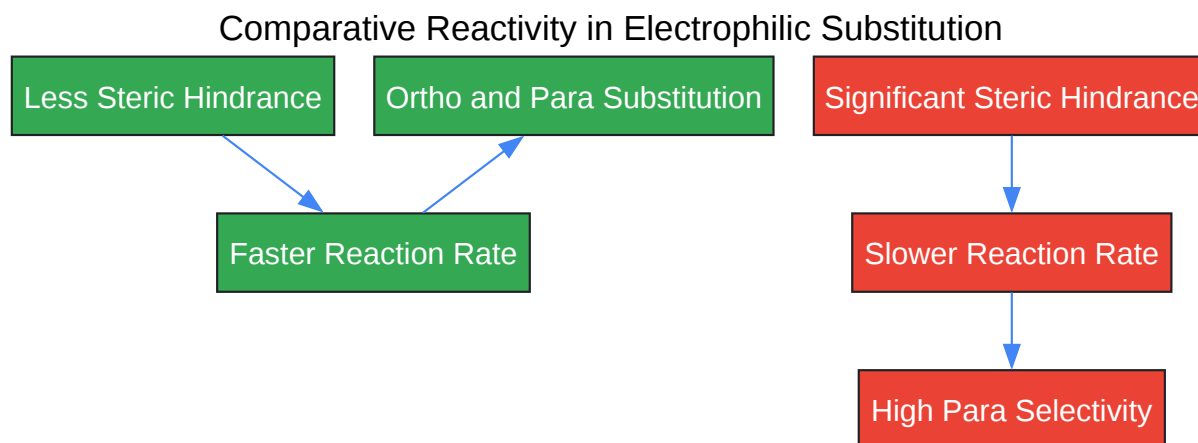 Comparative Reactivity in Electrophilic Substitution
Less Steric Hindrance
Ortho and Para Substitution
Significant Steric Hindrance
Faster Reaction Rate
Slower Reaction Rate
High Para Selectivity